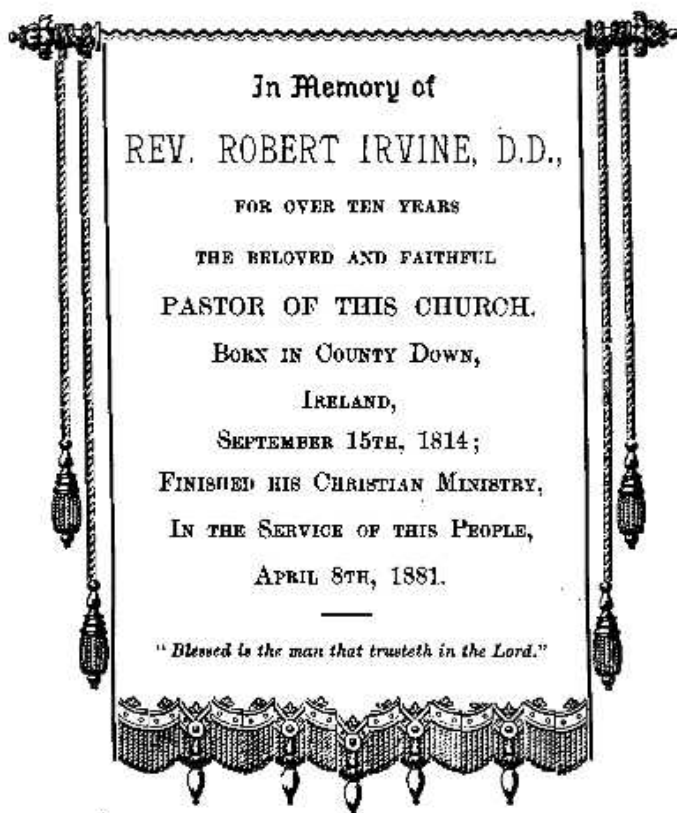 In Memory of
REV. ROBERT IRVINE, D.D.,
FOR OVER TEN YEARS
THE BELOVED AND FAITHFUL
PASTOR OF THIS CHURCH.
BORN IN COUNTY DOWN,
IRELAND,
SEPTEMBER 15TH, 1814;
FINISHED HIS CHRISTIAN MINISTRY,
IN THE SERVICE OF THIS PEOPLE,
APRIL 8TH, 1881.
"Blessed is the man that trusteth in the Lord."